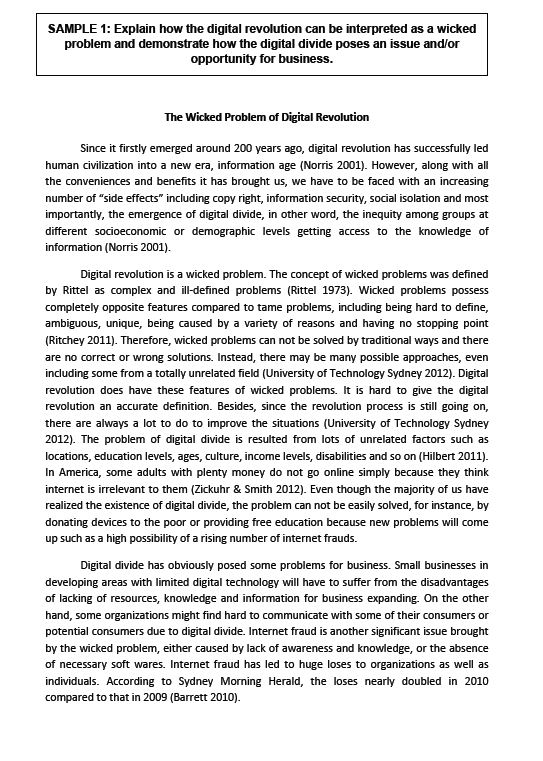 SAMPLE 1: Explain how the digital revolution can be interpreted as a wicked
problem and demonstrate how the digital divide poses an issue and/or
opportunity for business.
The Wicked Problem of Digital Revolution
Since it firstly emerged around 200 years ago, digital revolution has successfully led
human civilization into a new era, information age (Norris 2001). However, along with all
the conveniences and benefits it has brought us, we have to be faced with an increasing
number of “side effects” including copy right, information security, social isolation and most
importantly, the emergence of digital divide, in other word, the inequity among groups at
different socioeconomic or demographic levels getting access to the knowledge of
information (Norris 2001).
Digital revolution is a wicked problem. The concept of wicked problems was defined
by Rittel as complex and ill-defined problems (Rittel 1973). Wicked problems possess
completely opposite features compared to tame problems, including being hard to define,
ambiguous, unique, being caused by a variety of reasons and having no stopping point
(Ritchey 2011). Therefore, wicked problems can not be solved by traditional ways and there
are no correct or wrong solutions. Instead, there may be many possible approaches, even
including some from a totally unrelated field (University of Technology Sydney 2012). Digital
revolution does have these features of wicked problems. It is hard to give the digital
revolution an accurate definition. Besides, since the revolution process is still going on,
there are always a lot to do to improve the situations (University of Technology Sydney
2012). The problem of digital divide is resulted from lots of unrelated factors such as
locations, education levels, ages, culture, income levels, disabilities and so on (Hilbert 2011).
In America, some adults with plenty money do not go online simply because they think
internet is irrelevant to them (Zickuhr & Smith 2012). Even though the majority of us have
realized the existence of digital divide, the problem can not be easily solved, for instance, by
donating devices to the poor or providing free education because new problems will come
up such as a high possibility of a rising number of internet frauds.
Digital divide has obviously posed some problems for business. Small businesses in
developing areas with limited digital technology will have to suffer from the disadvantages
of lacking of resources, knowledge and information for business expanding. On the other
hand, some organizations might find hard to communicate with some of their consumers or
potential consumers due to digital divide. Internet fraud is another significant issue brought
by the wicked problem, either caused by lack of awareness and knowledge, or the absence
of necessary soft wares. Internet fraud has led to huge loses to organizations as well as
individuals. According to Sydney Morning Herald, the loses nearly doubled in 2010
compared to that in 2009 (Barrett 2010).